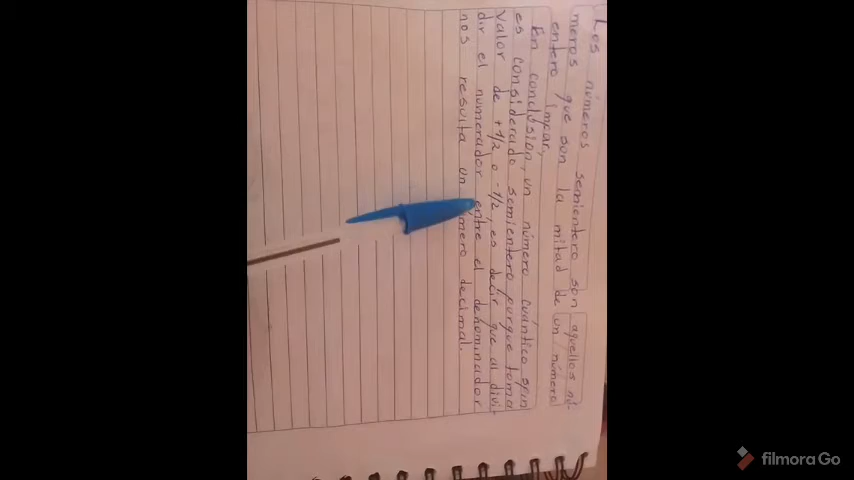 Los números semientero son aquellos nú-
meros que son la mitad de un número
entero impar,
En conclusión, un número cuántico spin
es considerado semientero porque toma
valor de +1/2 o -1/2, es decir que al divi-
dir el numerador entre el denominador
nos resulta un número decimal.
filmoraGo